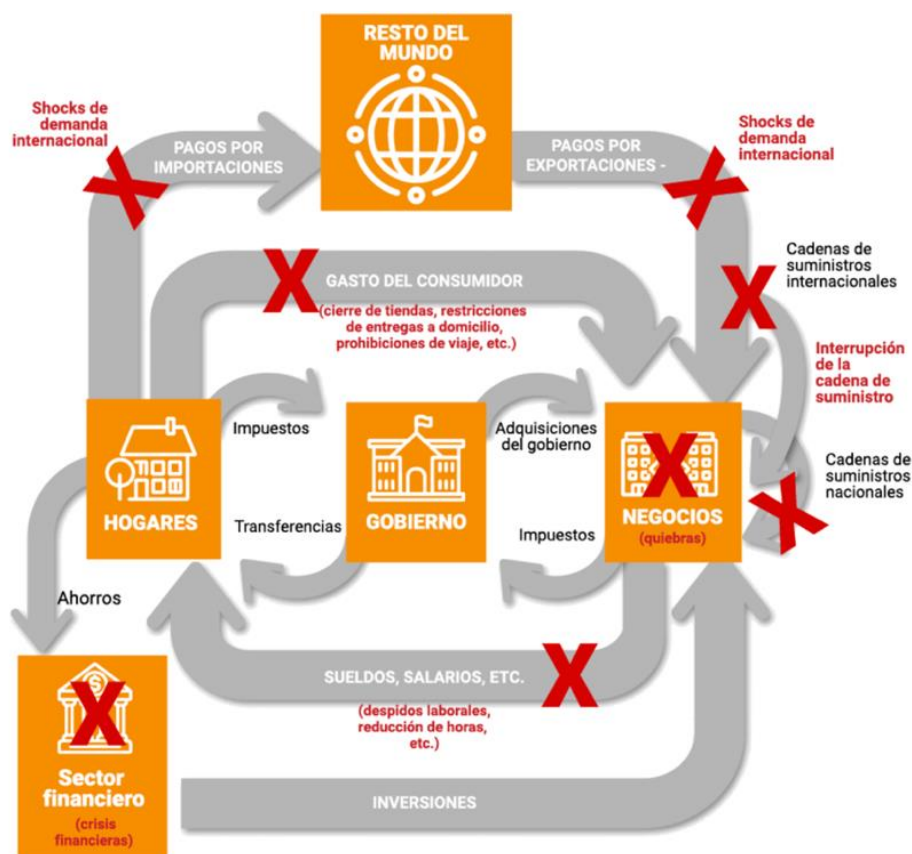 RESTO DEL
MUNDO
Shocks de
demanda
internacional
PAGOS POR
IMPORTACIONES
PAGOS POR
EXPORTACIONES -
Shocks de
demanda
internacional
Cadenas de
suministros
internacionales
GASTO DEL CONSUMIDOR
(cierre de tiendas, restricciones
de entregas a domicilio,
prohibiciones de viaje, etc.)
Interrupción
de la
cadena de
suministro
Impuestos
Adquisiciones
del gobierno
HOGARES
Transferencias
GOBIERNO
Impuestos
NEGOCIOS
(quiebras)
Cadenas de
suministros
nacionales
Ahorros
SUELDOS, SALARIOS, ETC.
(despidos laborales,
reducción de horas,
etc.)
Sector
financiero
(crisis
financieras)
INVERSIONES